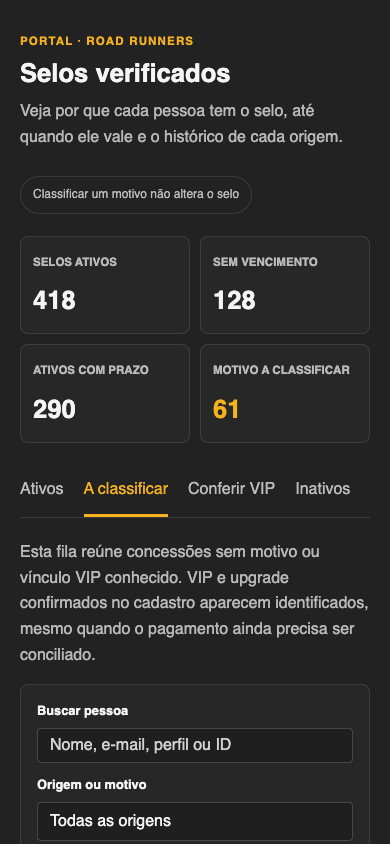 PORTAL · ROAD RUNNERS
Selos verificados
Veja por que cada pessoa tem o selo, até
quando ele vale e o histórico de cada origem.
Classificar um motivo não altera o selo
SELOS ATIVOS
418
SEM VENCIMENTO
128
ATIVOS COM PRAZO
290
MOTIVO A CLASSIFICAR
61
Ativos A classificar Conferir VIP Inativos
Esta fila reúne concessões sem motivo ou
vínculo VIP conhecido. VIP e upgrade
confirmados no cadastro aparecem identificados,
mesmo quando o pagamento ainda precisa ser
conciliado.
Buscar pessoa
Nome, e-mail, perfil ou ID
Origem ou motivo
Todas as origens